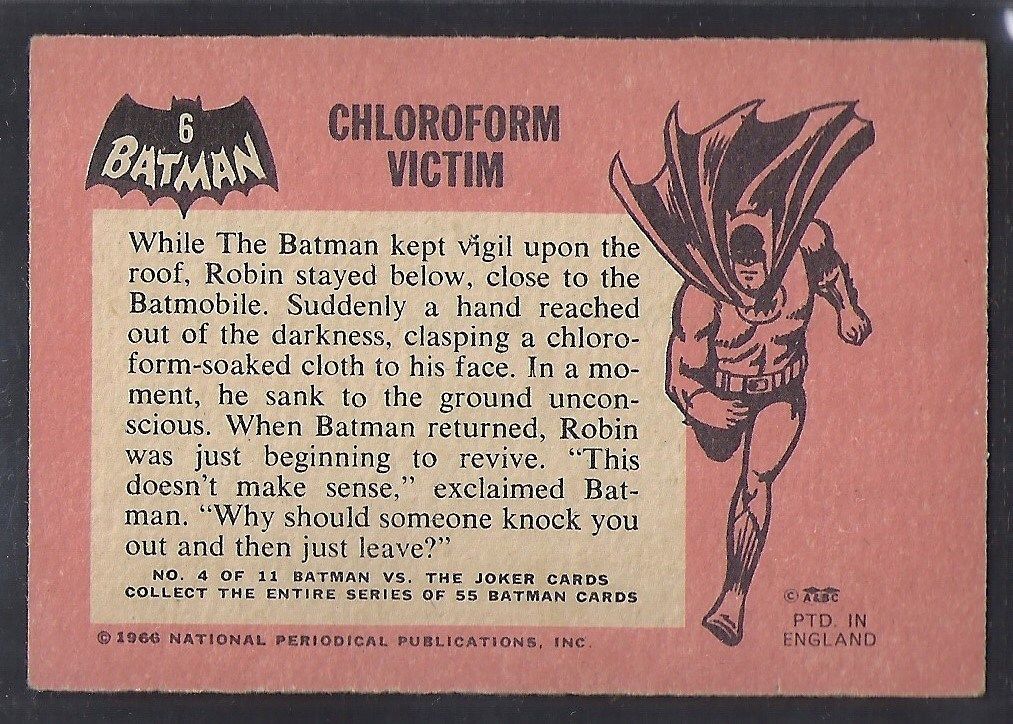 6
BATMAN
CHLOROFORM
VICTIM
While The Batman kept vigil upon the
roof, Robin stayed below, close to the
Batmobile. Suddenly a hand reached
out of the darkness, clasping a chloro-
form-soaked cloth to his face. In a mo-
ment, he sank to the ground uncon-
scious. When Batman returned, Robin
was just beginning to revive. “This
doesn't make sense,” exclaimed Bat-
man. “Why should someone knock you
out and then just leave?”
NO. 4 OF 11 BATMAN VS. THE JOKER CARDS
COLLECT THE ENTIRE SERIES OF 55 BATMAN CARDS
© 1966 NATIONAL PERIODICAL PUBLICATIONS, INC.
© A&BC
PTD. IN
ENGLAND